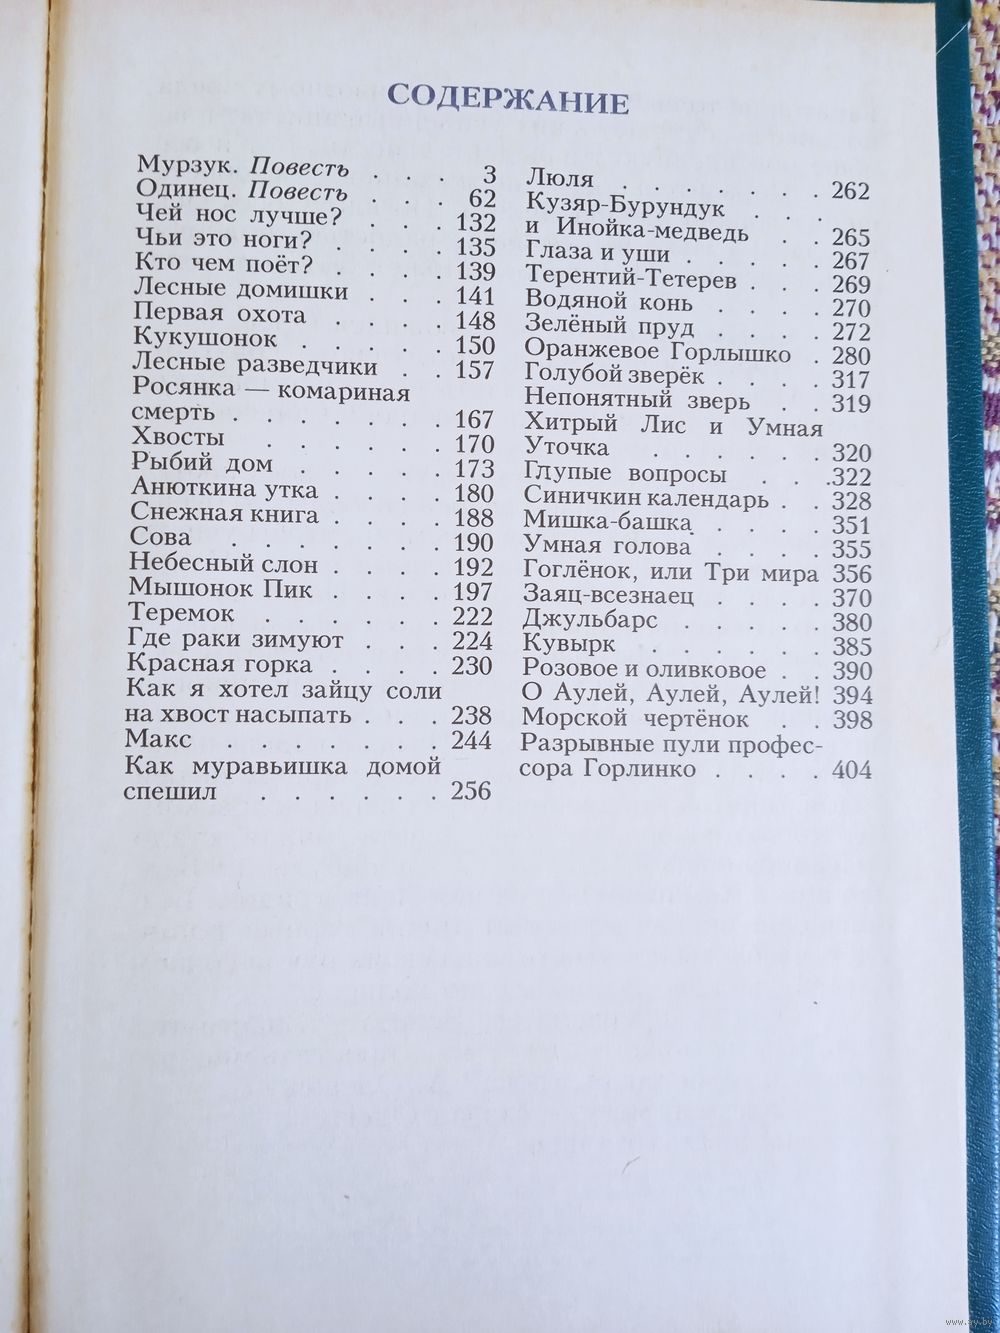 СОДЕРЖАНИЕ
Мурзук. Повесть . . . 3
Одинец. Повесть . . . 62
Чей нос лучше? . . . 132
Чьи это ноги? . . . . 135
Кто чем поёт? . . . . 139
Лесные домишки . . . 141
Первая охота . . . . 148
Кукушонок . . . . . 150
Лесные разведчики . . 157
Росянка — комариная
смерть . . . . . . . 167
Хвосты . . . . . . 170
Рыбий дом . . . . . 173
Анюткина утка . . . . 180
Снежная книга . . . . 188
Сова . . . . . . . 190
Небесный слон . . . . 192
Мышонок Пик . . . . 197
Теремок . . . . . . 222
Где раки зимуют . . . 224
Красная горка . . . . 230
Как я хотел зайцу соли
на хвост насыпать . . . 238
Макс . . . . . . . 244
Как муравьишка домой
спешил . . . . . . 256
Люля . . . . . . . 262
Кузяр-Бурундук . . .
и Инойка-медведь . . 265
Глаза и уши . . . . . 267
Терентий-Тетерев . . . 269
Водяной конь . . . . 270
Зелёный пруд . . . . 272
Оранжевое Горлышко . 280
Голубой зверёк . . . . 317
Непонятный зверь . . 319
Хитрый Лис и Умная
Уточка . . . . . . 320
Глупые вопросы . . . 322
Синичкин календарь . . 328
Мишка-башка . . . . 351
Умная голова . . . . 355
Гоглёнок, или Три мира 356
Заяц-всезнаец . . . . 370
Джульбарс . . . . . 380
Кувырк . . . . . . 385
Розовое и оливковое . . 390
О Аулей, Аулей, Аулей! 394
Морской чертёнок . . 398
Разрывные пули профес-
сора Горлинко . . . . 404
www.ay.by